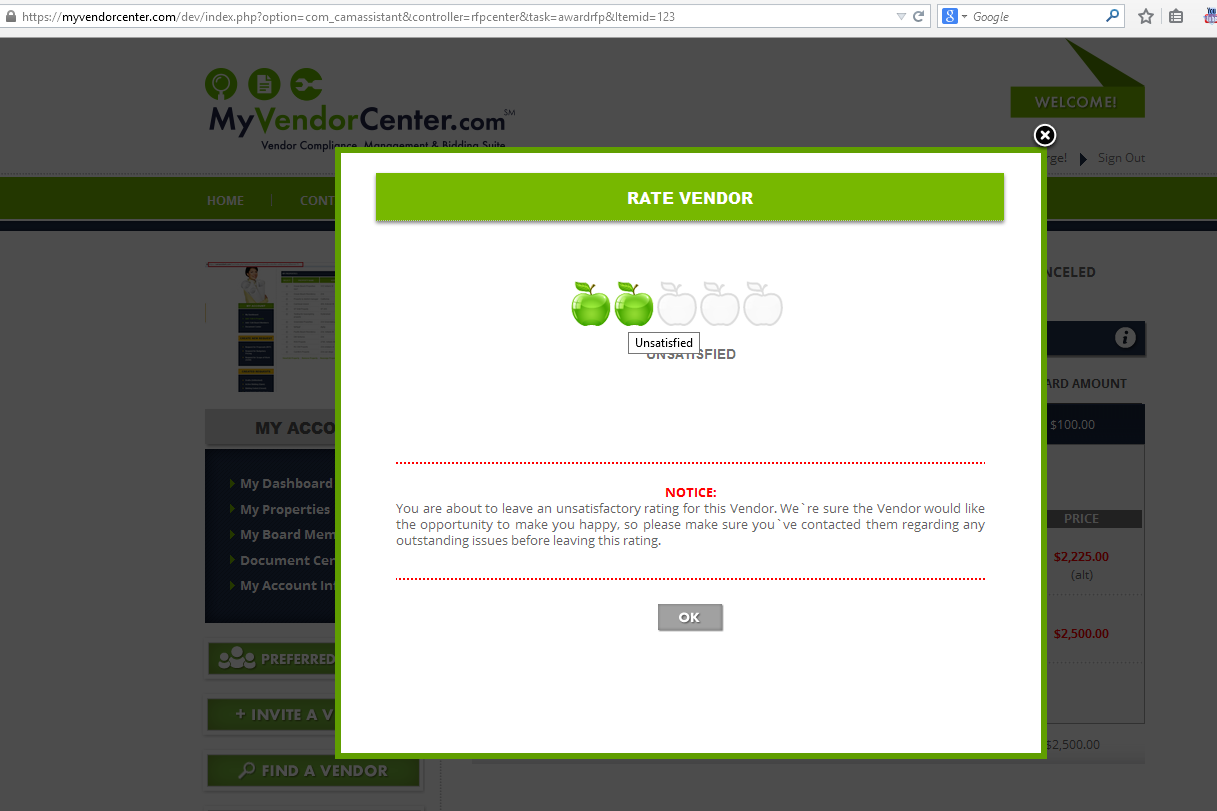 https://myvendorcenter.com/dev/index.php?option=com_camassistant&controller=rfpcenter&task=awardrfp&Itemid=123
Google
You
MyVendorCenter.com SM
Vendor Compliance, Management & Bidding Suite
WELCOME!
rge! Sign Out
HOME CONT
RATE VENDOR
Unsatisfied
UNSATISFIED
NOTICE:
You are about to leave an unsatisfactory rating for this Vendor. We`re sure the Vendor would like
the opportunity to make you happy, so please make sure you`ve contacted them regarding any
outstanding issues before leaving this rating.
OK
NCELED
ARD AMOUNT
$100.00
PRICE
$2,225.00
(alt)
$2,500.00
$2,500.00
MY ACCO
My Dashboard
My Properties
My Board Mem
Document Cen
My Account Inf
PREFERRED
+ INVITE A V
FIND A VENDOR